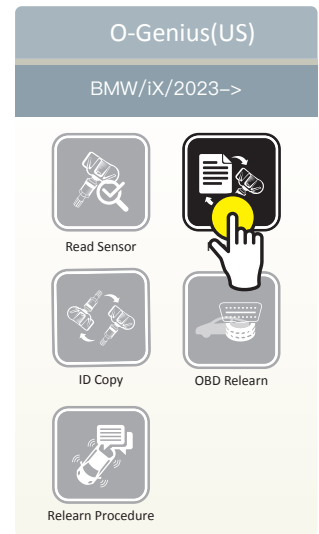 O-Genius(US)
BMW/iX/2023->
Read Sensor
ID Copy
OBD Relearn
Relearn Procedure